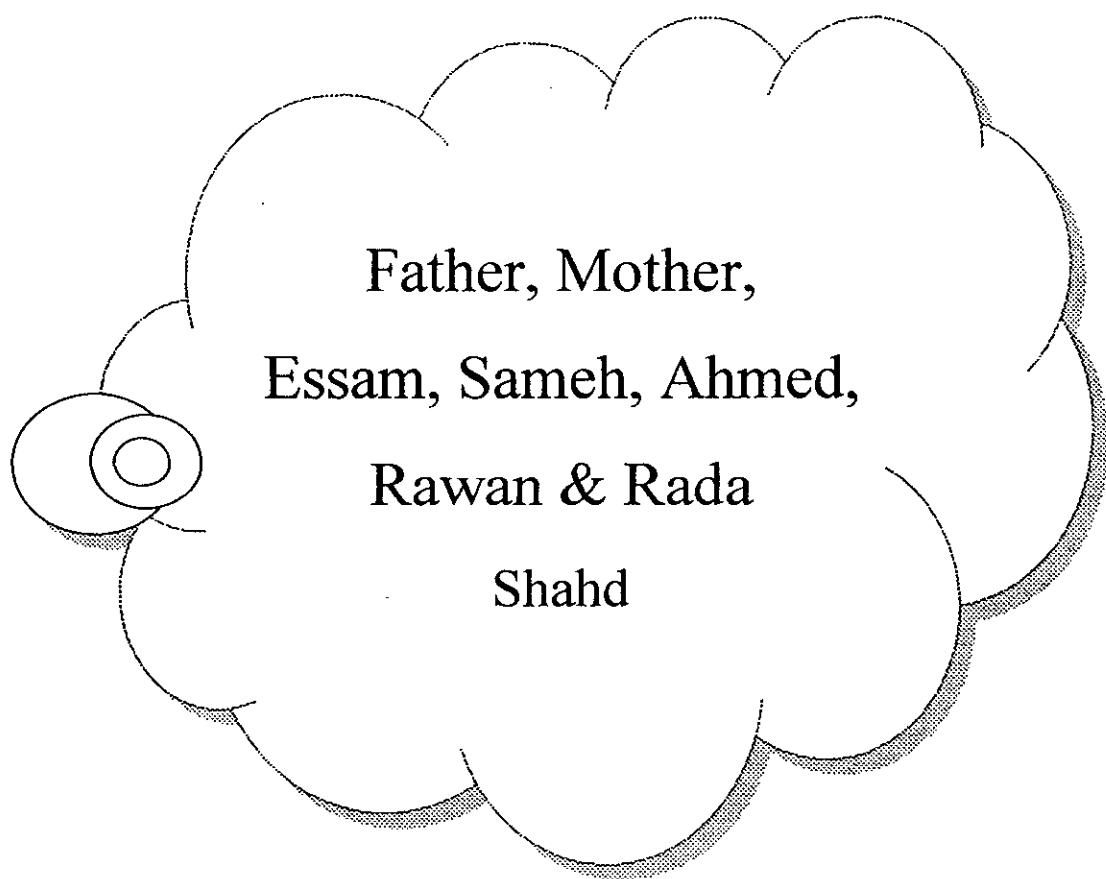 Father, Mother,
Essam, Sameh, Ahmed,
Rawan & Rada
Shahd